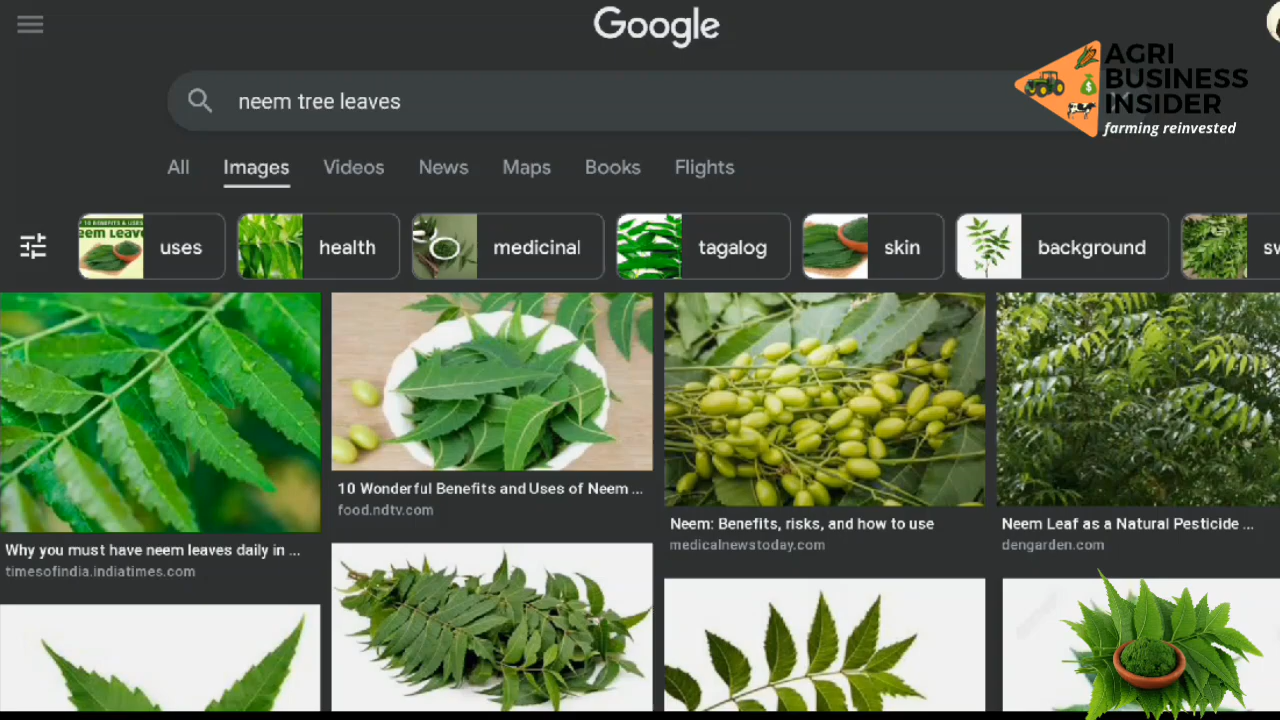 Google
neem tree leaves
AGRI
BUSINESS
INSIDER
farming reinvested
All Images Videos News Maps Books Flights
uses health medicinal tagalog skin background
10 Wonderful Benefits and Uses of Neem ...
food.ndtv.com
Neem: Benefits, risks, and how to use
medicalnewstoday.com
Neem Leaf as a Natural Pesticide ...
dengarden.com
Why you must have neem leaves daily in ...
timesofindia.indiatimes.com